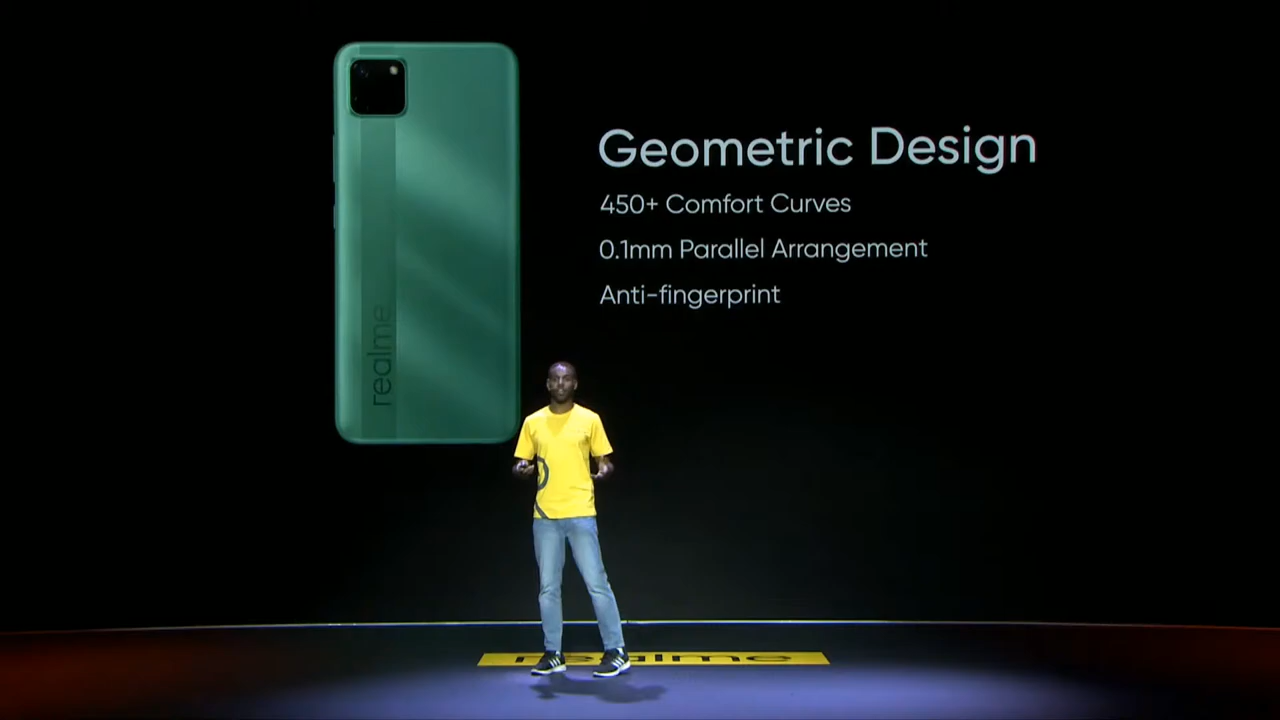 Geometric Design
450+ Comfort Curves
0.1mm Parallel Arrangement
Anti-fingerprint
realme
realme